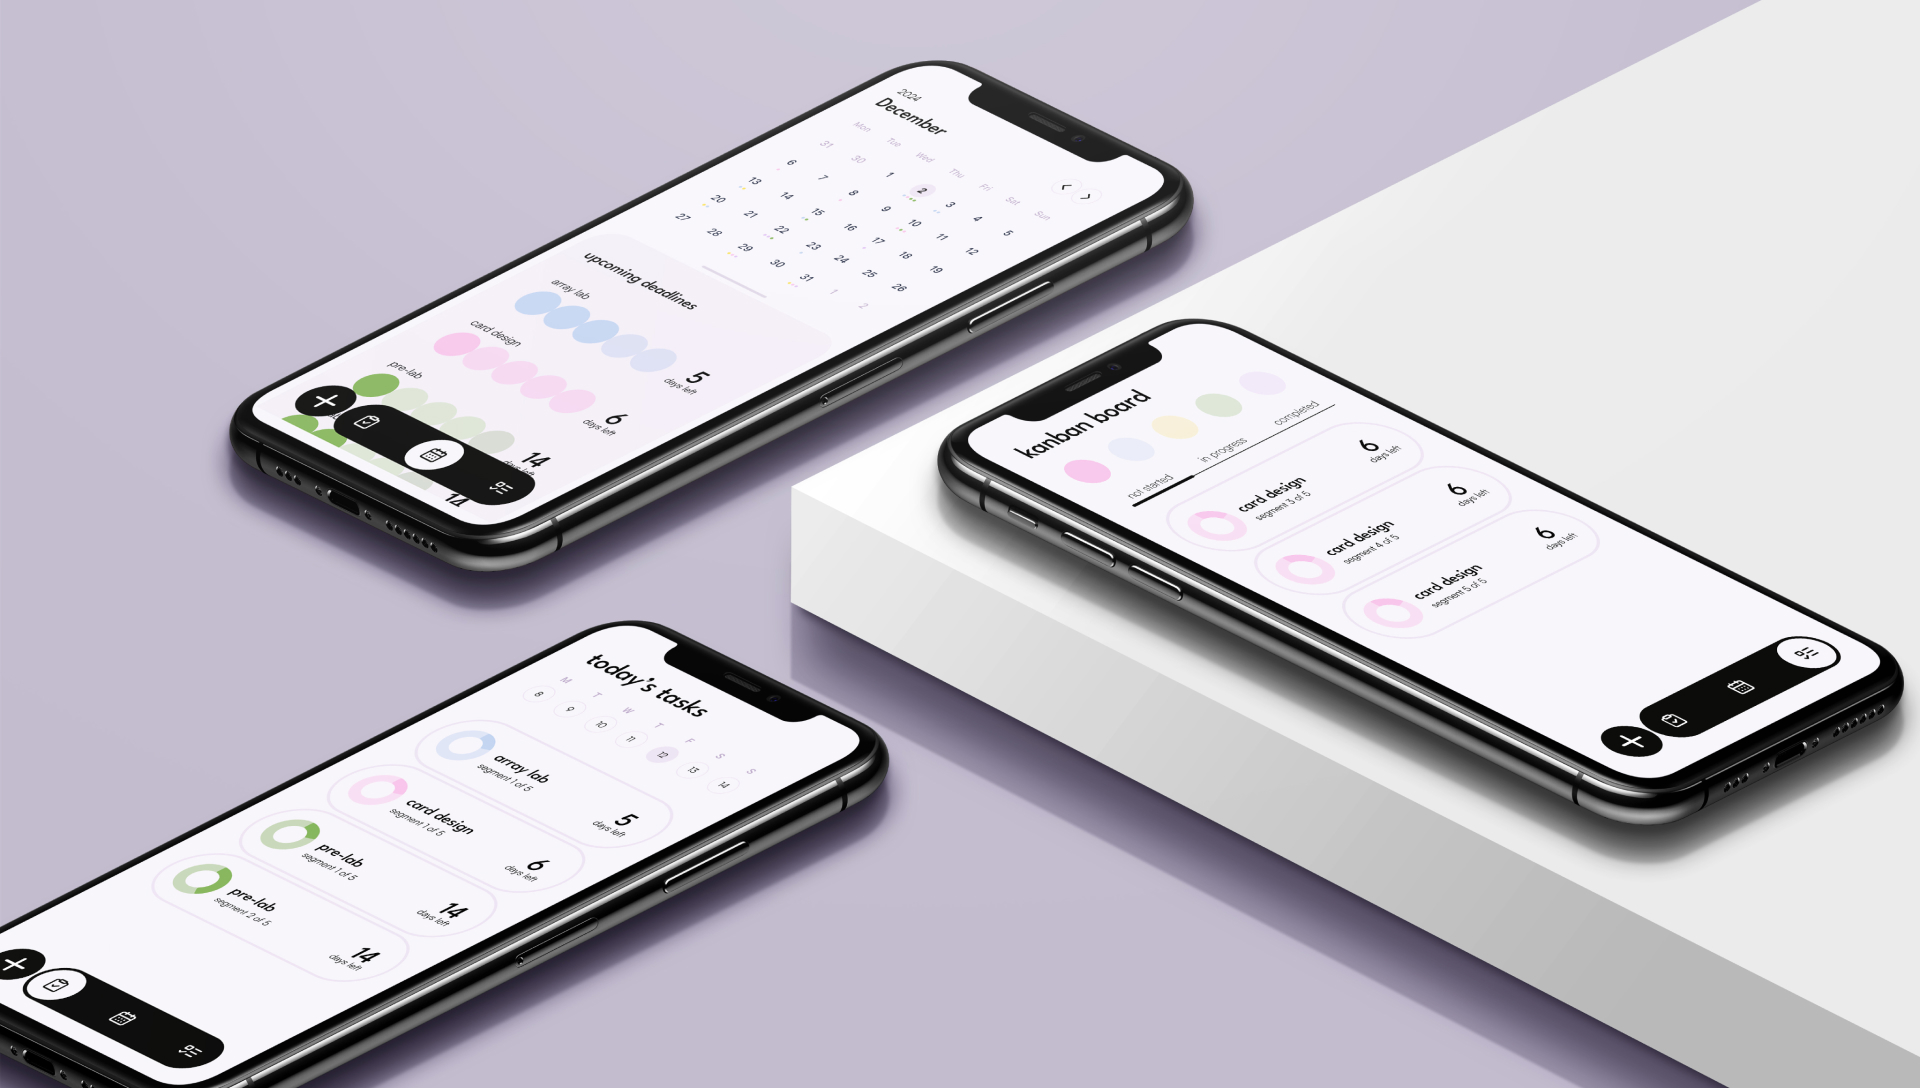 2024
December
Mon Tue Wed Thu Fri Sat Sun
31 30 1 2 3 4 5
6 7 8 9 10 11 12
13 14 15 16 17 18 19
20 21 22 23 24 25 26
27 28 29 30 31 1 2
upcoming deadlines
array lab
5
days left
card design
6
days left
pre-lab
14
days left
14
kanban board
not started in progress completed
card design
segment 3 of 5
6
days left
card design
segment 4 of 5
6
days left
card design
segment 5 of 5
6
days left
today's tasks
M T W T F S S
8 9 10 11 12 13 14
array lab
segment 1 of 5
5
days left
card design
segment 1 of 5
6
days left
pre-lab
segment 1 of 5
14
days left
pre-lab
segment 2 of 5
14
days left